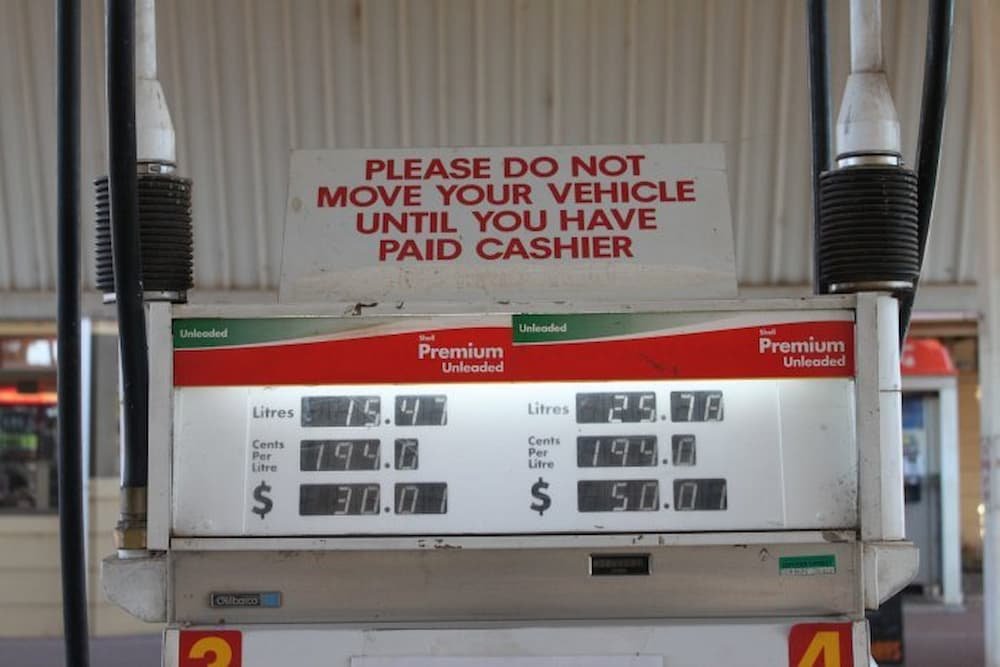 PLEASE DO NOT
MOVE YOUR VEHICLE
UNTIL YOU HAVE
PAID CASHIER
Unleaded
Shell
Premium
Unleaded
Unleaded
Shell
Premium
Unleaded
Litres 15.47
Cents
Per
Litre
194.0
$ 30.01
Litres 25.78
Cents
Per
Litre
194.0
$ 50.01
Gilbarco
3
4